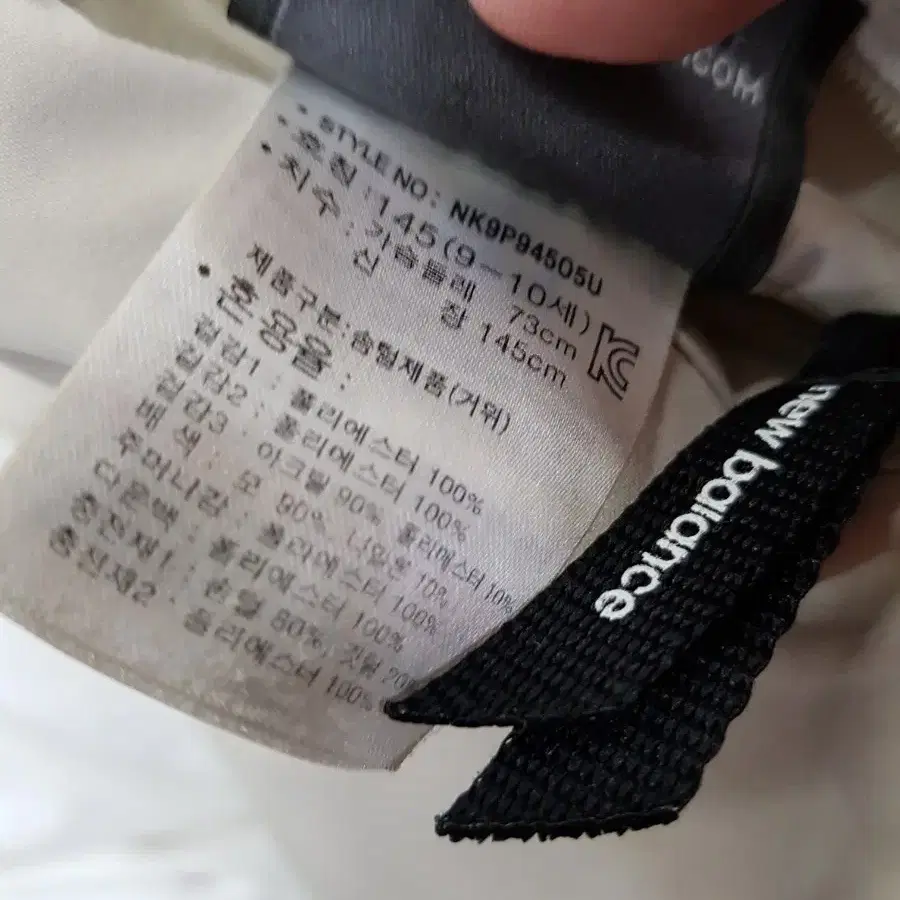 .COM
• STYLE NO: NK9P94505U
• 호칭 : 145(9~10세)
• 치수 : 가슴둘레 73cm
신 장 145cm
제품구분:솜털제품(거위)
• 혼용율 :
겉감1 : 폴리에스터 100%
겉감2 : 폴리에스터 100%
겉감3 : 아크릴 90% 폴리에스터 10%
배 색 : 모 90%, 나일론 10%
주머니감 : 폴리에스터 100%
다운백 : 폴리에스터 100%
충전재1 : 솜털 80%, 깃털 20%
충전재2 : 폴리에스터 100%
new balance